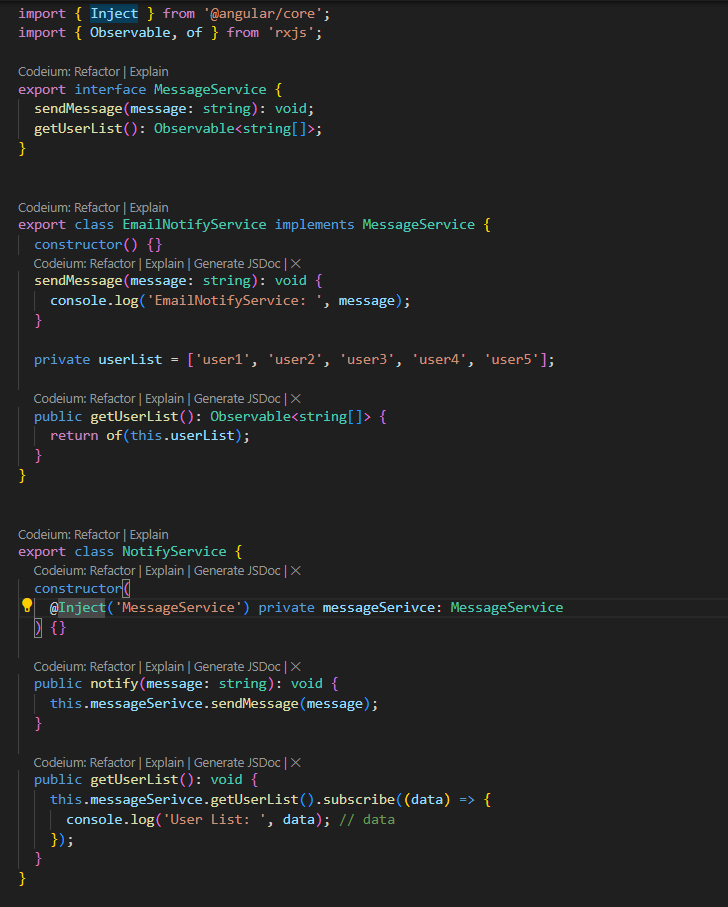 import { Inject } from '@angular/core';
import { Observable, of } from 'rxjs';
Codeium: Refactor | Explain
export interface MessageService {
sendMessage(message: string): void;
getUserList(): Observable<string[]>;
}
Codeium: Refactor | Explain
export class EmailNotifyService implements MessageService {
constructor() {}
Codeium: Refactor | Explain | Generate JSDoc | ×
sendMessage(message: string): void {
console.log('EmailNotifyService: ', message);
}
private userList = ['user1', 'user2', 'user3', 'user4', 'user5'];
Codeium: Refactor | Explain | Generate JSDoc | ×
public getUserList(): Observable<string[]> {
return of(this.userList);
}
}
Codeium: Refactor | Explain
export class NotifyService {
Codeium: Refactor | Explain | Generate JSDoc | ×
constructor(
@Inject('MessageService') private messageSerivce: MessageService
) {}
Codeium: Refactor | Explain | Generate JSDoc | ×
public notify(message: string): void {
this.messageSerivce.sendMessage(message);
}
Codeium: Refactor | Explain | Generate JSDoc | ×
public getUserList(): void {
this.messageSerivce.getUserList().subscribe((data) => {
console.log('User List: ', data); // data
});
}
}